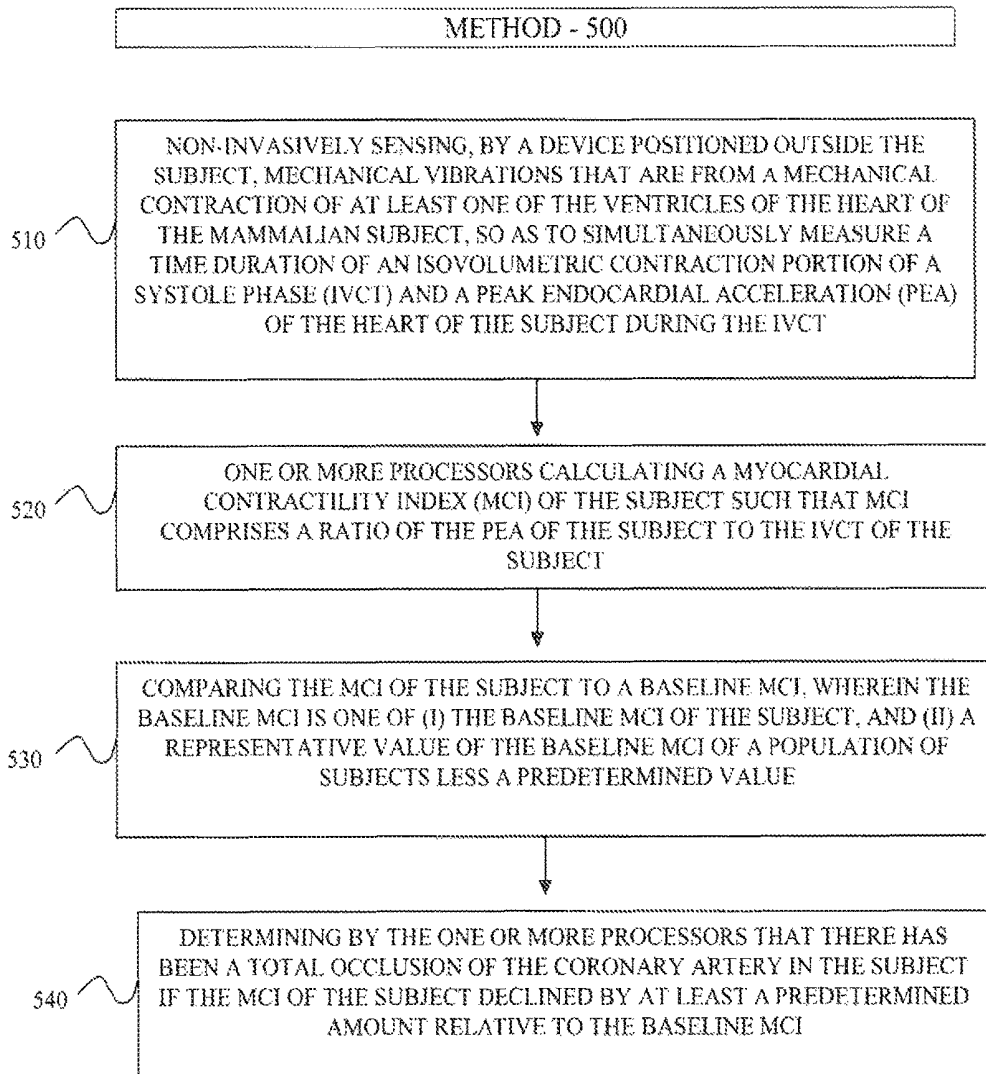 METHOD - 500
NON-INVASIVELY SENSING, BY A DEVICE POSITIONED OUTSIDE THE
SUBJECT, MECHANICAL VIBRATIONS THAT ARE FROM A MECHANICAL
CONTRACTION OF AT LEAST ONE OF THE VENTRICLES OF THE HEART OF
THE MAMMALIAN SUBJECT, SO AS TO SIMULTANEOUSLY MEASURE A
TIME DURATION OF AN ISOVOLUMETRIC CONTRACTION PORTION OF A
SYSTOLE PHASE (IVCT) AND A PEAK ENDOCARDIAL ACCELERATION (PEA)
OF THE HEART OF THE SUBJECT DURING THE IVCT
510
ONE OR MORE PROCESSORS CALCULATING A MYOCARDIAL
CONTRACTILITY INDEX (MCI) OF THE SUBJECT SUCH THAT MCI
COMPRISES A RATIO OF THE PEA OF THE SUBJECT TO THE IVCT OF THE
SUBJECT
520
COMPARING THE MCI OF THE SUBJECT TO A BASELINE MCI, WHEREIN THE
BASELINE MCI IS ONE OF (I) THE BASELINE MCI OF THE SUBJECT, AND (II) A
REPRESENTATIVE VALUE OF THE BASELINE MCI OF A POPULATION OF
SUBJECTS LESS A PREDETERMINED VALUE
530
DETERMINING BY THE ONE OR MORE PROCESSORS THAT THERE HAS
BEEN A TOTAL OCCLUSION OF THE CORONARY ARTERY IN THE SUBJECT
IF THE MCI OF THE SUBJECT DECLINED BY AT LEAST A PREDETERMINED
AMOUNT RELATIVE TO THE BASELINE MCI
540